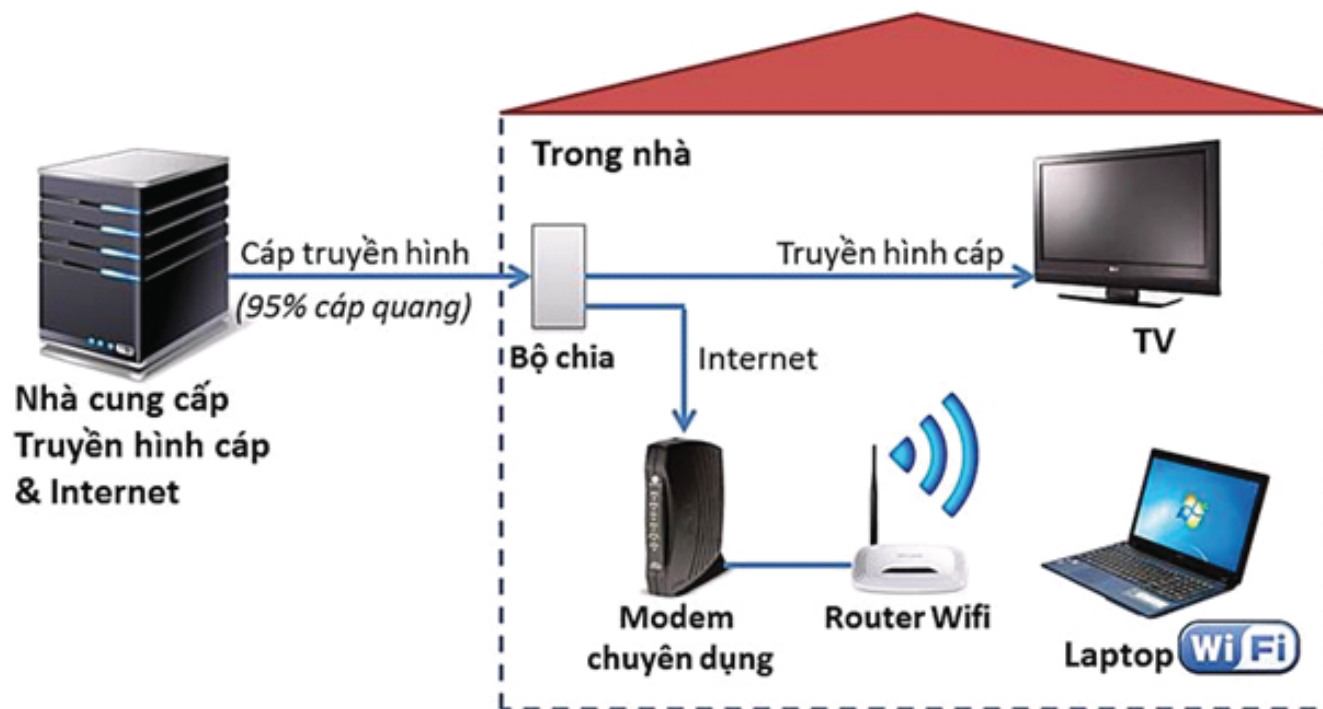 Trong nhà
Cáp truyền hình
(95% cáp quang)
Truyền hình cáp
TV
Bộ chia
Internet
Nhà cung cấp
Truyền hình cáp
& Internet
Modem
chuyên dụng
Router Wifi
Laptop Wi Fi